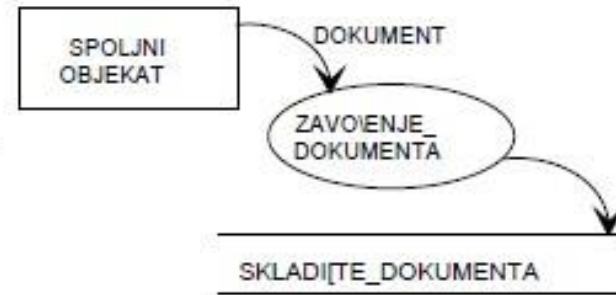 SPOLJNI
OBJEKAT
DOKUMENT
ZAVO\ENJE_
DOKUMENTA
SKLADI[TE_DOKUMENTA